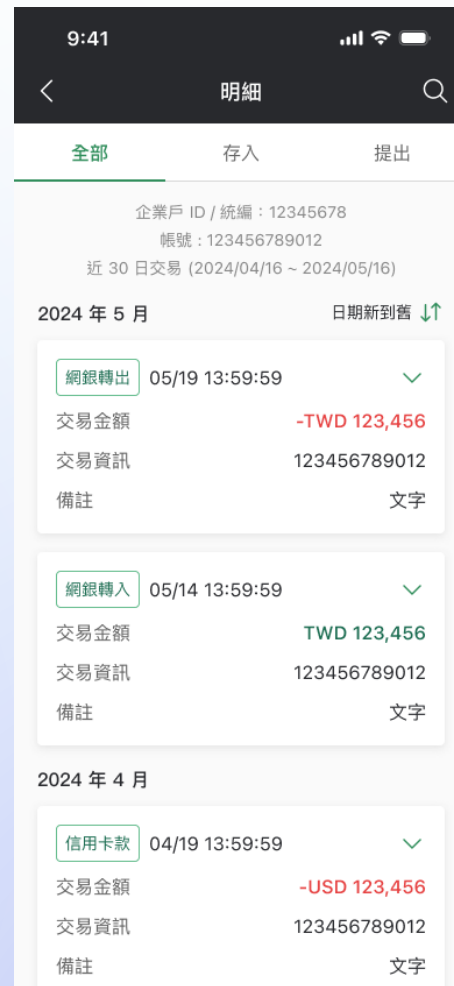 9:41
明細
全部 存入 提出
企業戶 ID / 統編：12345678
帳號：123456789012
近 30 日交易 (2024/04/16 ~ 2024/05/16)
2024 年 5 月 日期新到舊
網銀轉出 05/19 13:59:59
交易金額 -TWD 123,456
交易資訊 123456789012
備註 文字
網銀轉入 05/14 13:59:59
交易金額 TWD 123,456
交易資訊 123456789012
備註 文字
2024 年 4 月
信用卡款 04/19 13:59:59
交易金額 -USD 123,456
交易資訊 123456789012
備註 文字